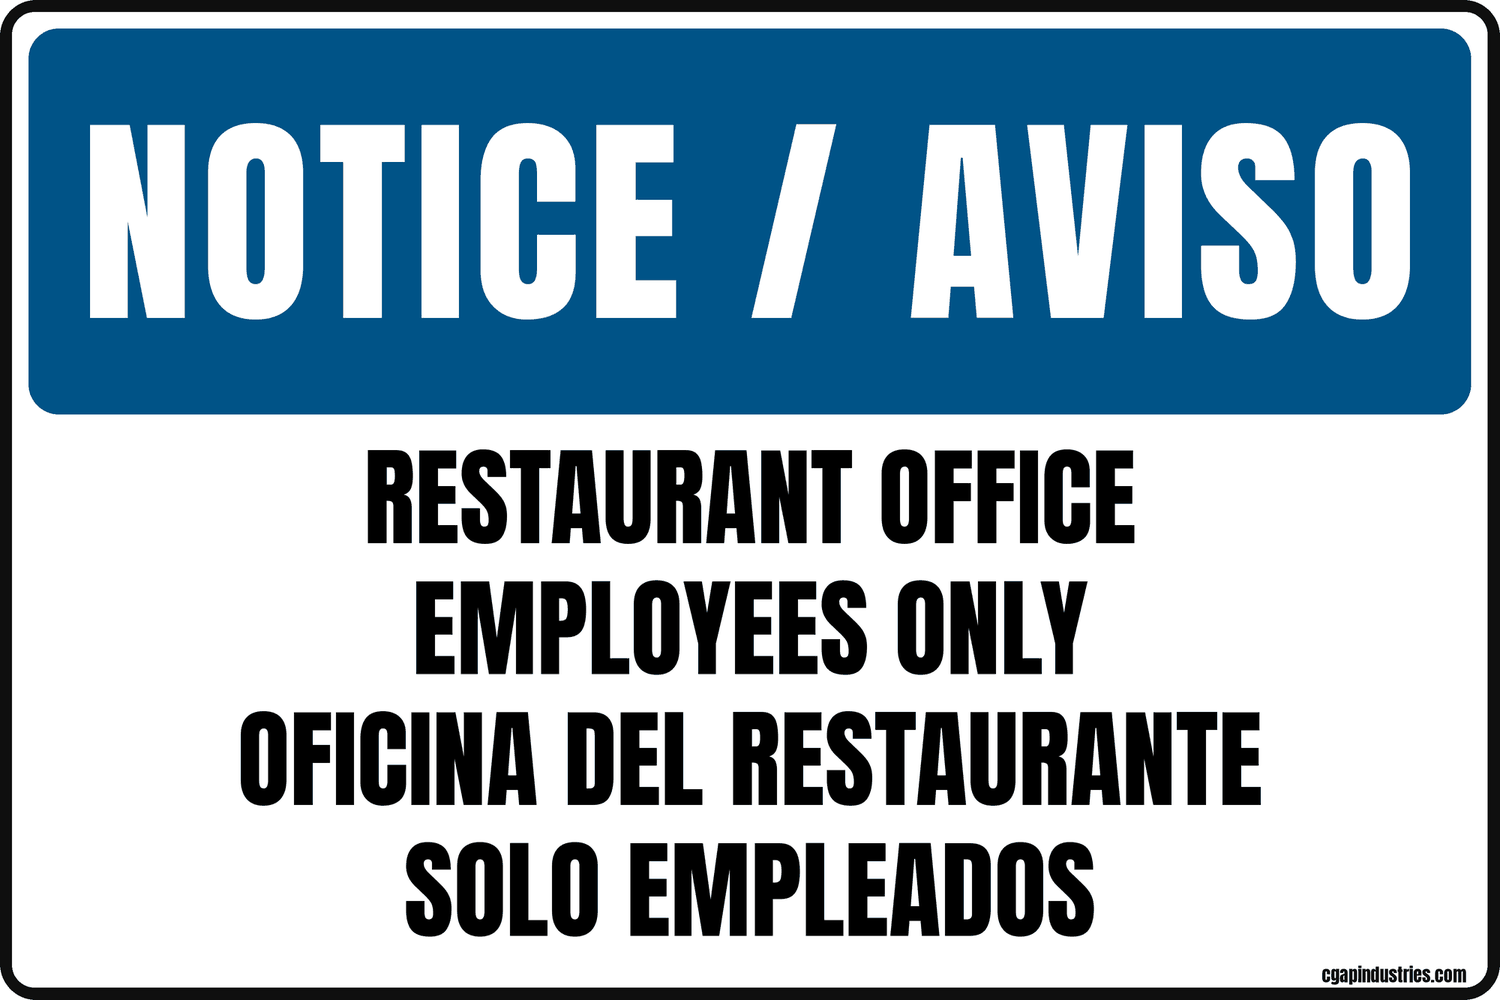 NOTICE / AVISO
RESTAURANT OFFICE
EMPLOYEES ONLY
OFICINA DEL RESTAURANTE
SOLO EMPLEADOS
cgapindustries.com